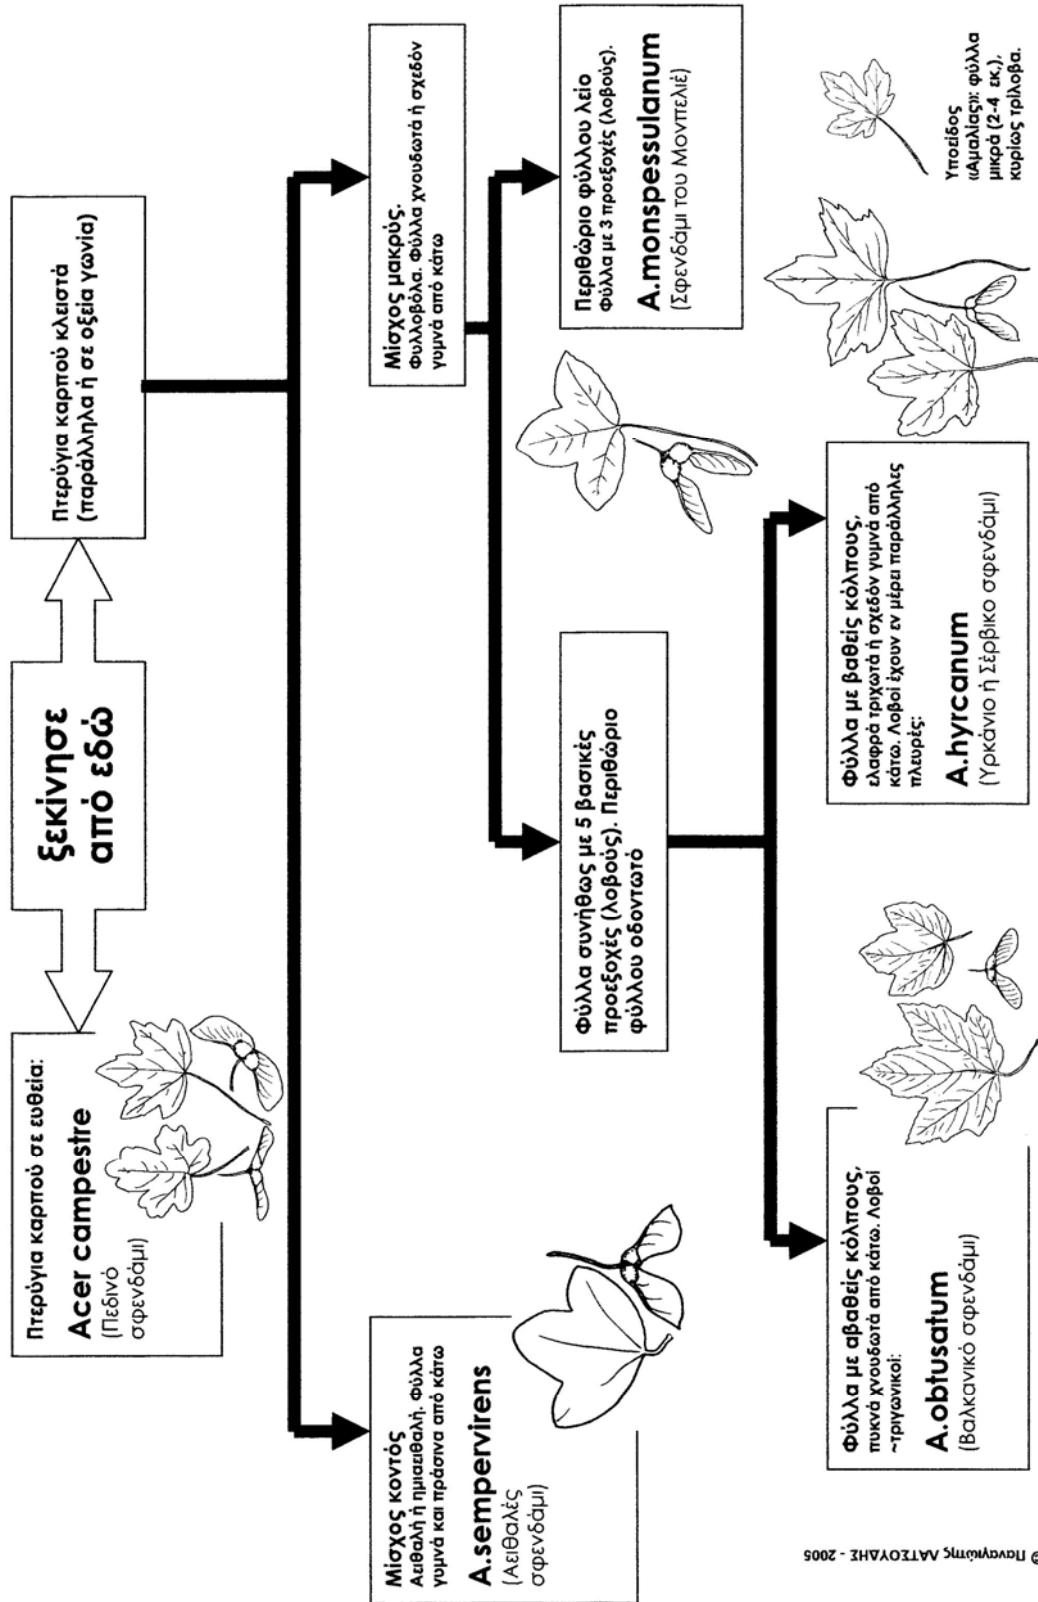 ξεκίνησε
από εδώ
Πτερύγια καρπού σε ευθεία:
Acer campestre
(Πεδινό
σφενδάμι)
Πτερύγια καρπού κλειστά
(παράλληλα ή σε οξεία γωνία)
Μίσχος κοντός
Αειθαλή ή ημιαειθαλή. Φύλλα
γυμνά και πράσινα από κάτω
A.sempervirens
(Αειθαλές
σφενδάμι)
Μίσχος μακρύς.
Φυλλοβόλα. Φύλλα χνουδωτά ή σχεδόν
γυμνά από κάτω
Φύλλα συνήθως με 5 βασικές
προεξοχές (λοβούς). Περιθώριο
φύλλου οδοντωτό
Περιθώριο φύλλου λείο
Φύλλα με 3 προεξοχές (λοβούς).
A.monspessulanum
(Σφενδάμι του Μονπελιέ)
Φύλλα με αβαθείς κόλπους,
πυκνά χνουδωτά από κάτω. Λοβοί
~τριγωνικοί:
A.obtusatum
(Βαλκανικό σφενδάμι)
Φύλλα με βαθείς κόλπους,
ελαφρά τριχωτά ή σχεδόν γυμνά από
κάτω. Λοβοί έχουν εν μέρει παράλληλες
πλευρές:
A.hyrcanum
(Υρκάνιο ή Σέρβικο σφενδάμι)
Υποείδος
«Αμαλίας»: φύλλα
μικρά (2-4 εκ.),
κυρίως τρίλοβα.
© Παναγιώτης ΛΑΤΣΟΥΔΗΣ - 2005